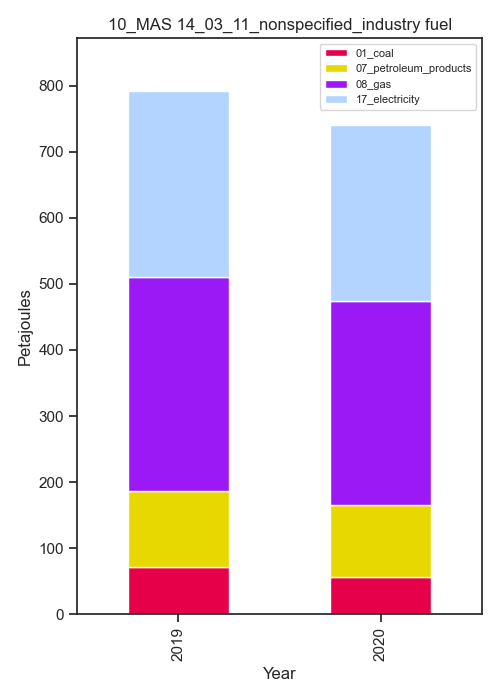 10_MAS 14_03_11_nonspecified_industry fuel
01_coal
07_petroleum_products
08_gas
17_electricity
800
700
600
500
400
300
200
100
0
Petajoules
2019
2020
Year